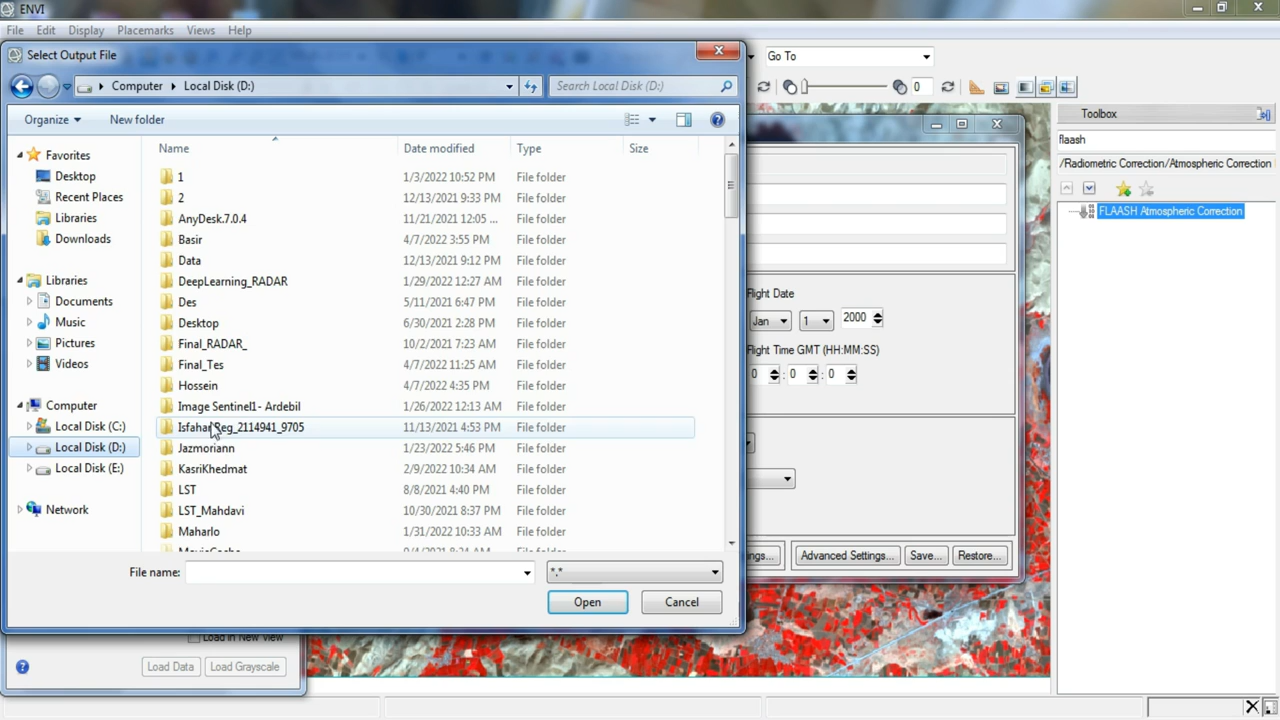 ENVI
File Edit Display Placemarks Views Help
Select Output File
Computer Local Disk (D:)
Search Local Disk (D:)
Go To
0
Organize New folder
Toolbox
flaash
/Radiometric Correction/Atmospheric Correction
FLAASH Atmospheric Correction
Favorites
Desktop
Recent Places
Libraries
Downloads
Libraries
Documents
Music
Pictures
Videos
Computer
Local Disk (C:)
Local Disk (D:)
Local Disk (E:)
Network
Name Date modified Type Size
1 1/3/2022 10:52 PM File folder
2 12/13/2021 9:33 PM File folder
AnyDesk.7.0.4 11/21/2021 12:05 ... File folder
Basir 4/7/2022 3:55 PM File folder
Data 12/13/2021 9:12 PM File folder
DeepLearning_RADAR 1/29/2022 12:27 AM File folder
Des 5/11/2021 6:47 PM File folder
Desktop 6/30/2021 2:28 PM File folder
Final_RADAR_ 10/2/2021 7:23 AM File folder
Final_Tes 4/7/2022 11:25 AM File folder
Hossein 4/7/2022 4:35 PM File folder
Image Sentinel1- Ardebil 1/26/2022 12:13 AM File folder
IsfahanReg_2114941_9705 11/13/2021 4:53 PM File folder
Jazmoriann 1/23/2022 5:46 PM File folder
KasriKhedmat 2/9/2022 10:34 AM File folder
LST 8/8/2021 4:40 PM File folder
LST_Mahdavi 10/30/2021 8:37 PM File folder
Maharlo 1/31/2022 10:33 AM File folder
File folder
File name: *.*
Open Cancel
Flight Date
Jan 1 2000
Flight Time GMT (HH:MM:SS)
0 : 0 : 0
Advanced Settings... Save... Restore...
Load in New View
Load Data Load Grayscale